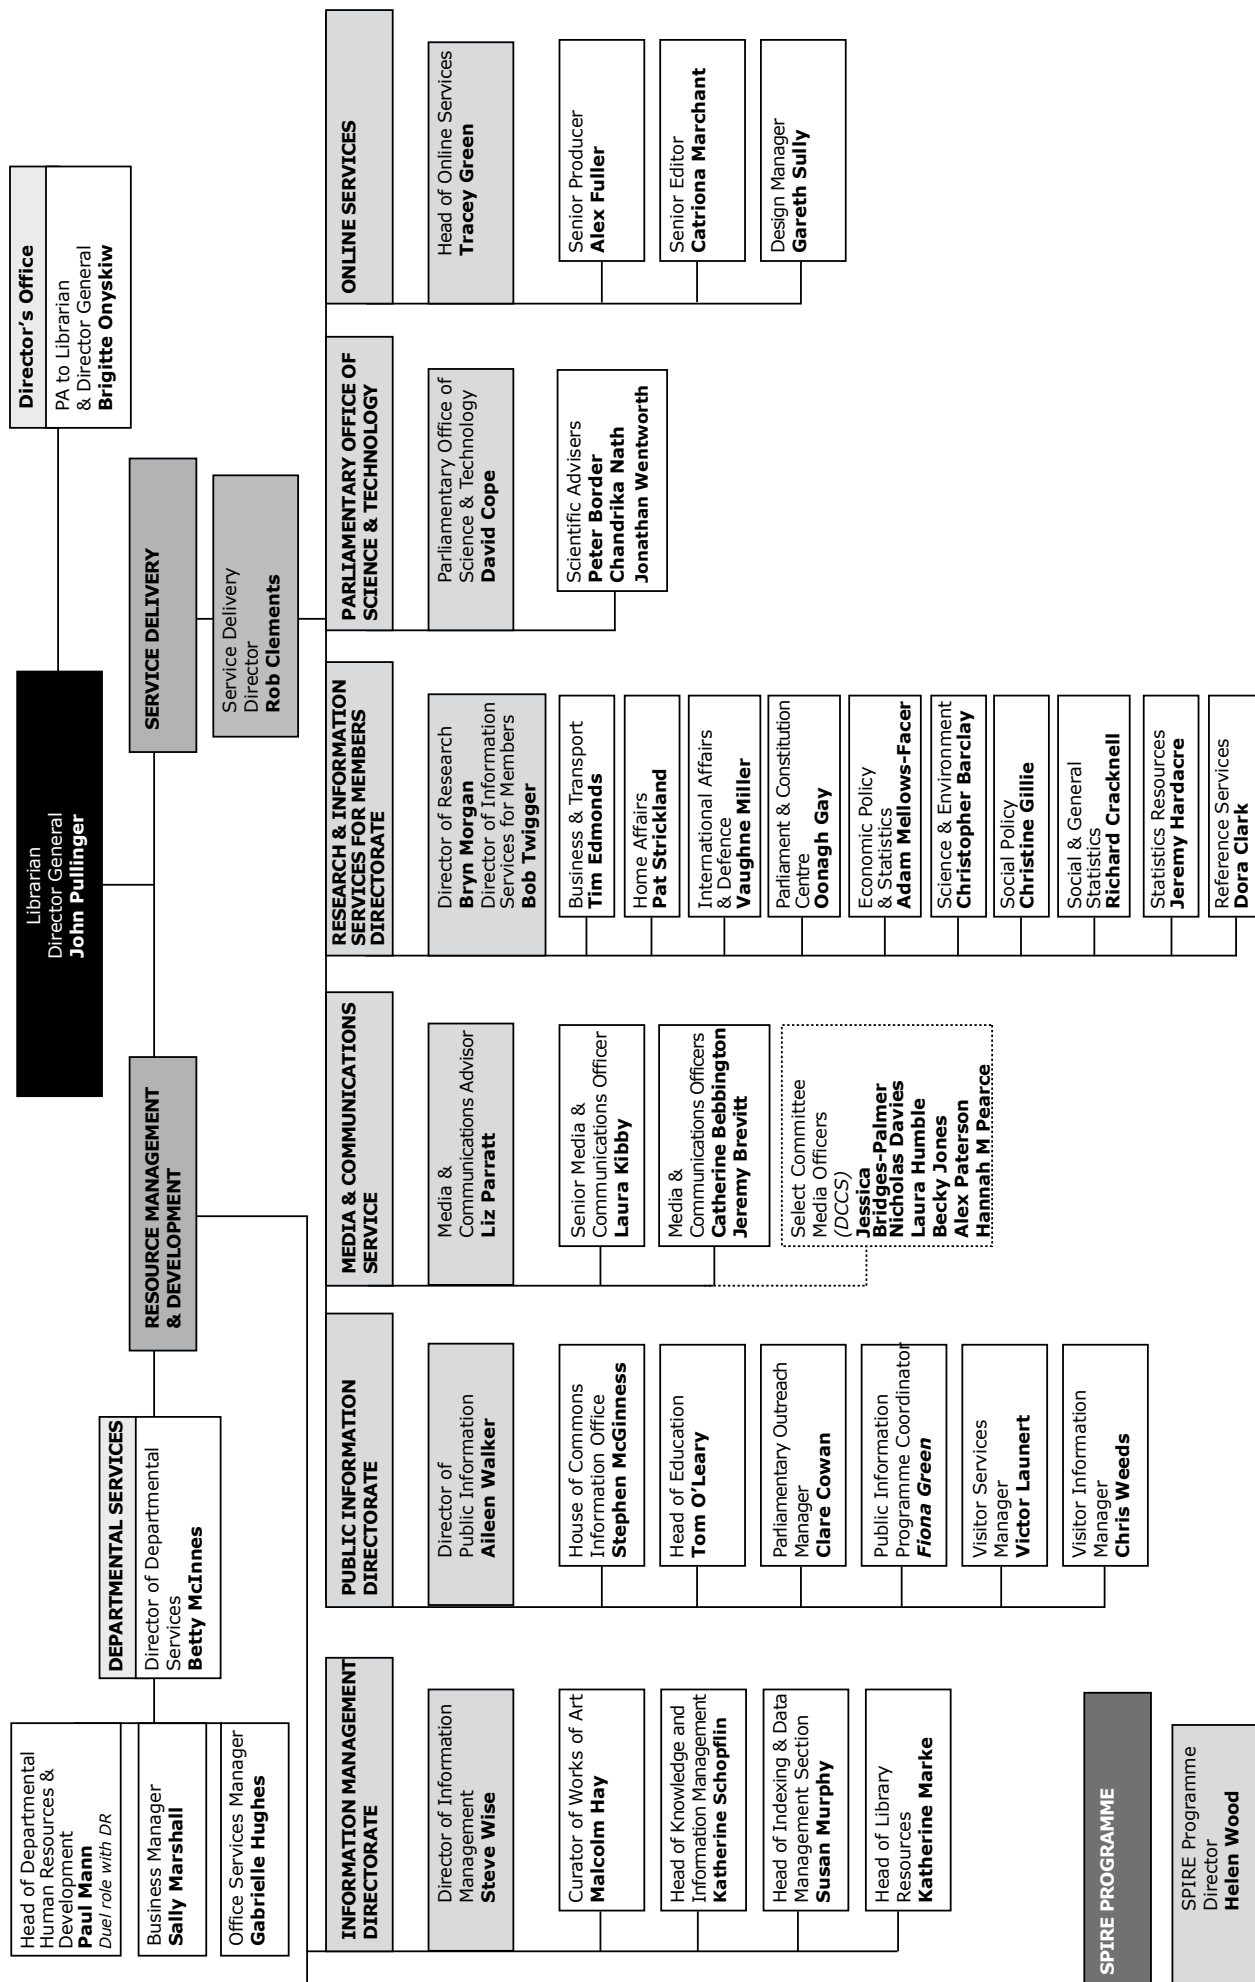 Librarian
Director General
John Pullinger
Director's Office
PA to Librarian
& Director General
Brigitte Onyskiw
RESOURCE MANAGEMENT
& DEVELOPMENT
SERVICE DELIVERY
Service Delivery
Director
Rob Clements
DEPARTMENTAL SERVICES
Director of Departmental
Services
Betty McInnes
Head of Departmental
Human Resources &
Development
Paul Mann
Duel role with DR
Business Manager
Sally Marshall
Office Services Manager
Gabrielle Hughes
INFORMATION MANAGEMENT
DIRECTORATE
Director of Information
Management
Steve Wise
Curator of Works of Art
Malcolm Hay
Head of Knowledge and
Information Management
Katherine Schopflin
Head of Indexing & Data
Management Section
Susan Murphy
Head of Library
Resources
Katherine Marke
PUBLIC INFORMATION
DIRECTORATE
Director of
Public Information
Aileen Walker
House of Commons
Information Office
Stephen McGinness
Head of Education
Tom O'Leary
Parliamentary Outreach
Manager
Clare Cowan
Public Information
Programme Coordinator
Fiona Green
Visitor Services
Manager
Victor Launert
Visitor Information
Manager
Chris Weeds
MEDIA & COMMUNICATIONS
SERVICE
Media &
Communications Advisor
Liz Parratt
Senior Media &
Communications Officer
Laura Kibby
Media &
Communications Officers
Catherine Bebbington
Jeremy Brevitt
Select Committee
Media Officers
(DCCS)
Jessica
Bridges-Palmer
Nicholas Davies
Laura Humble
Becky Jones
Alex Paterson
Hannah M Pearce
RESEARCH & INFORMATION
SERVICES FOR MEMBERS
DIRECTORATE
Director of Research
Bryn Morgan
Director of Information
Services for Members
Bob Twigger
Business & Transport
Tim Edmonds
Home Affairs
Pat Strickland
International Affairs
& Defence
Vaughne Miller
Parliament & Constitution
Centre
Oonagh Gay
Economic Policy
& Statistics
Adam Mellows-Facer
Science & Environment
Christopher Barclay
Social Policy
Christine Gillie
Social & General
Statistics
Richard Cracknell
Statistics Resources
Jeremy Hardacre
Reference Services
Dora Clark
PARLIAMENTARY OFFICE OF
SCIENCE & TECHNOLOGY
Parliamentary Office of
Science & Technology
David Cope
Scientific Advisers
Peter Border
Chandrika Nath
Jonathan Wentworth
ONLINE SERVICES
Head of Online Services
Tracey Green
Senior Producer
Alex Fuller
Senior Editor
Catriona Marchant
Design Manager
Gareth Sully
SPIRE PROGRAMME
SPIRE Programme
Director
Helen Wood